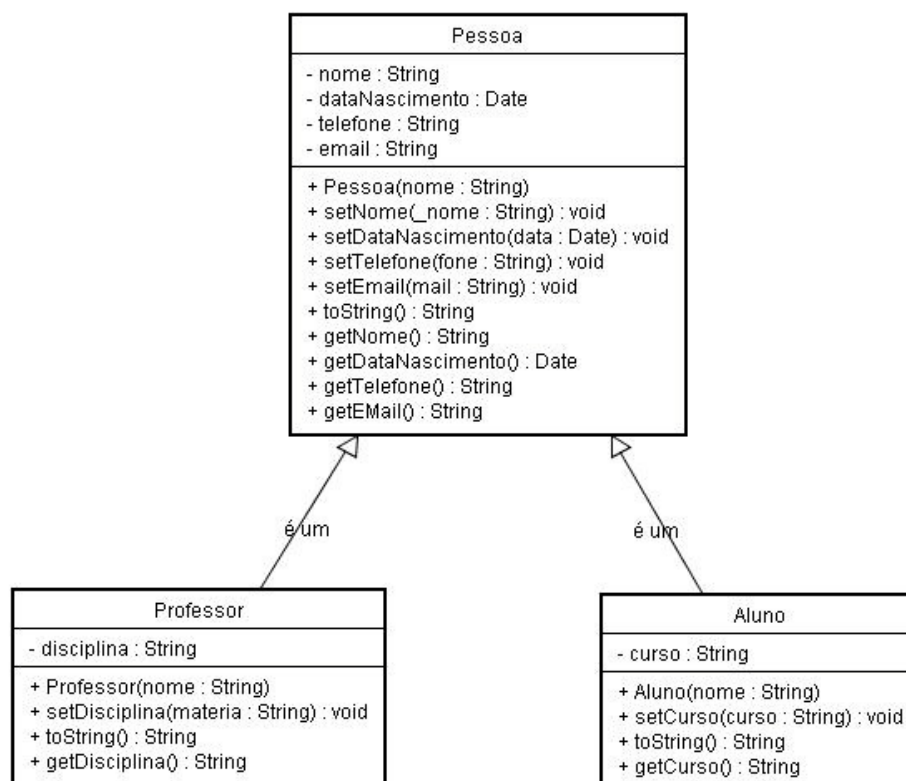 Pessoa
- nome : String
- dataNascimento : Date
- telefone : String
- email : String
+ Pessoa(nome : String)
+ setNome(_nome : String) : void
+ setDataNascimento(data : Date) : void
+ setTelefone(fone : String) : void
+ setEmail(mail : String) : void
+ toString() : String
+ getNome() : String
+ getDataNascimento() : Date
+ getTelefone() : String
+ getEMail() : String
é um
é um
Professor
- disciplina : String
+ Professor(nome : String)
+ setDisciplina(materia : String) : void
+ toString() : String
+ getDisciplina() : String
Aluno
- curso : String
+ Aluno(nome : String)
+ setCurso(curso : String) : void
+ toString() : String
+ getCurso() : String